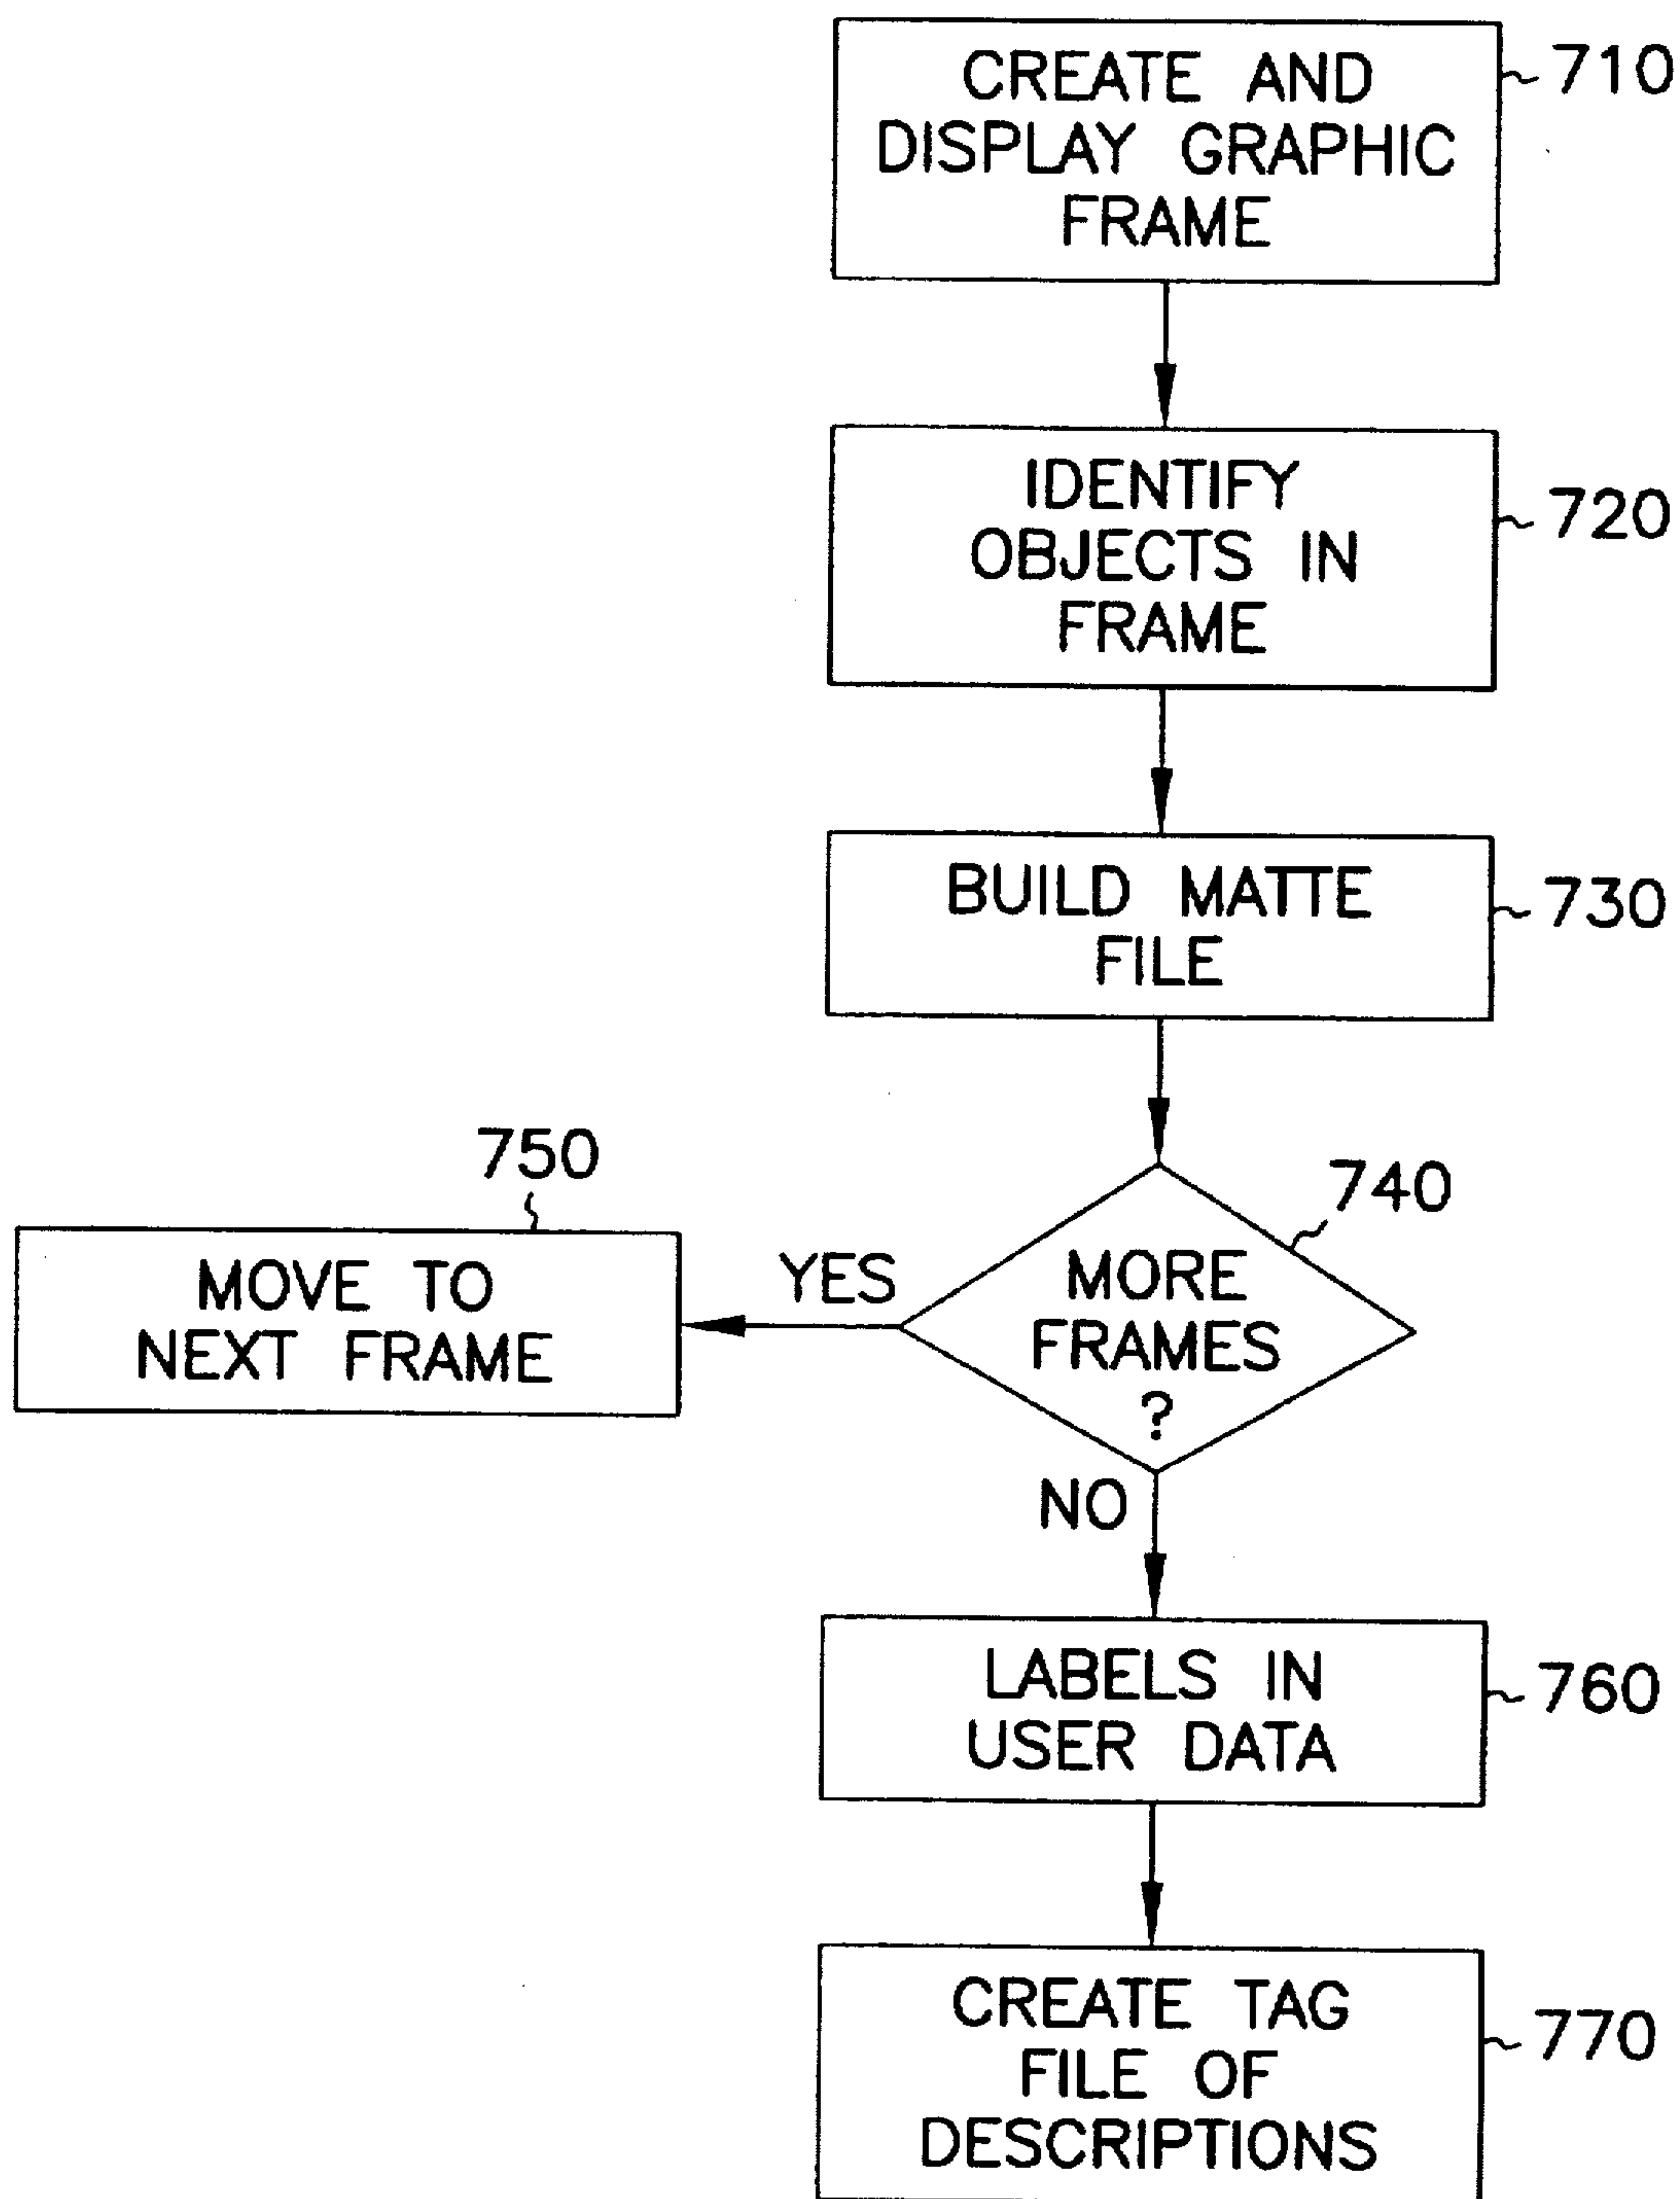 CREATE AND
DISPLAY GRAPHIC
FRAME
710
IDENTIFY
OBJECTS IN
FRAME
720
BUILD MATTE
FILE
730
750
MOVE TO
NEXT FRAME
YES
740
MORE
FRAMES
?
NO
LABELS IN
USER DATA
760
CREATE TAG
FILE OF
DESCRIPTIONS
770